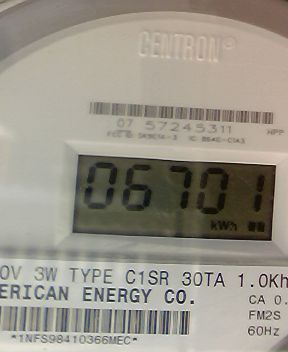 CENTRON®
07 57245311 HPP
06701
kWh
0V 3W TYPE C1SR 30TA 1.0Kh
ERICAN ENERGY CO.
CA 0.
FM2S
60Hz
*1NFS98410366MEC*